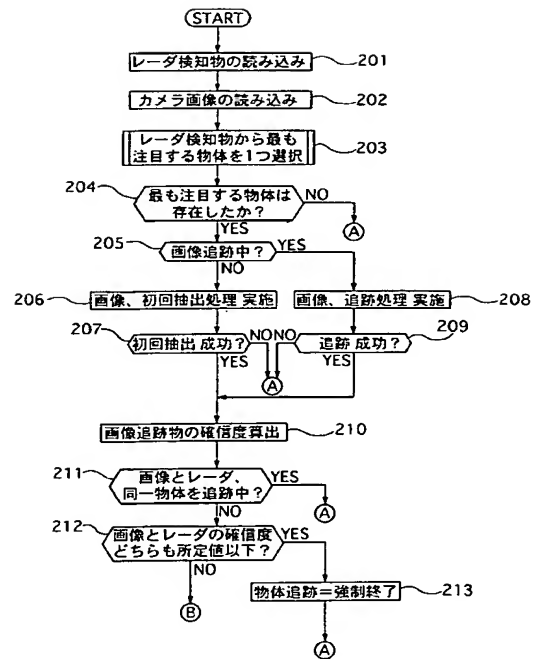 START
レーダ検知物の読み込み
201
カメラ画像の読み込み
202
レーダ検知物から最も
注目する物体を1つ選択
203
204
最も注目する物体は
存在したか？
NO
YES
A
205
画像追跡中？
YES
NO
206
画像、初回抽出処理 実施
画像、追跡処理 実施
208
207
初回抽出 成功？
NO
NO
追跡 成功？
209
YES
A
YES
画像追跡物の確信度算出
210
211
画像とレーダ、
同一物体を追跡中？
YES
NO
A
212
画像とレーダの確信度
どちらも所定値以下？
YES
NO
B
物体追跡＝強制終了
213
A